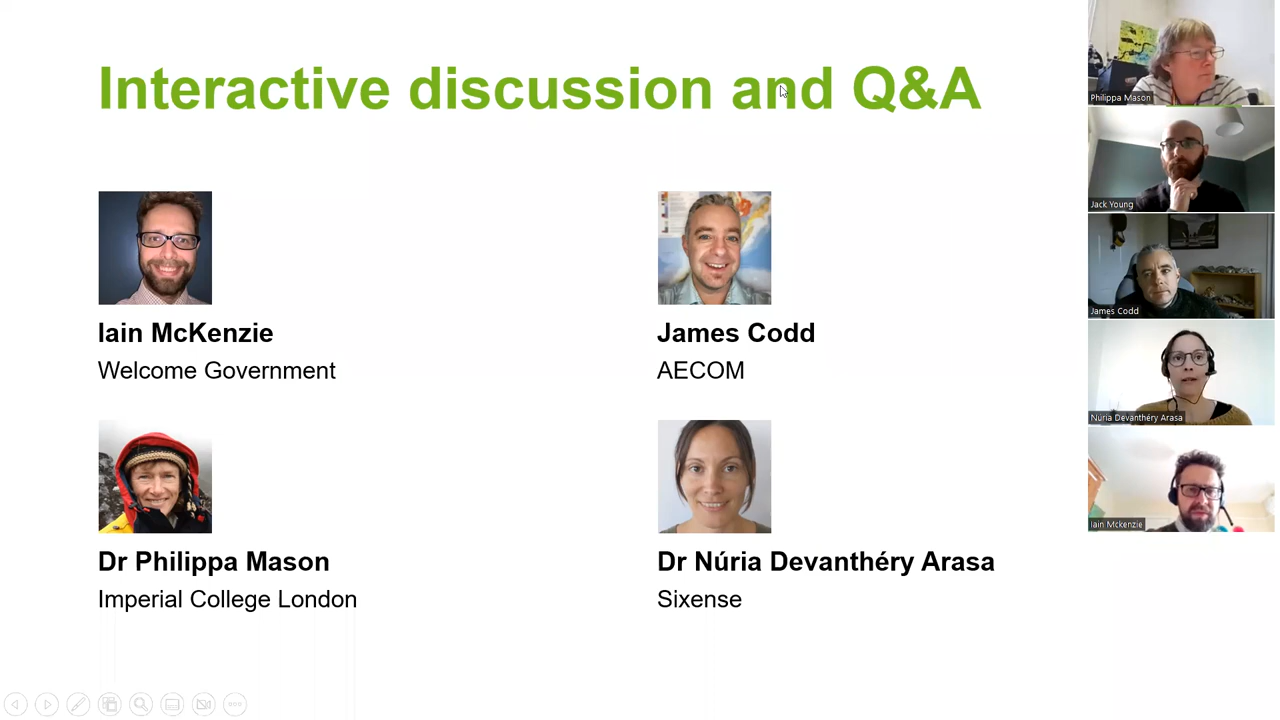 Interactive discussion and Q&A
Iain McKenzie
Welcome Government
James Codd
AECOM
Dr Philippa Mason
Imperial College London
Dr Núria Devanthéry Arasa
Sixense
Philippa Mason
Jack Young
James Codd
Núria Devanthéry Arasa
Iain Mckenzie